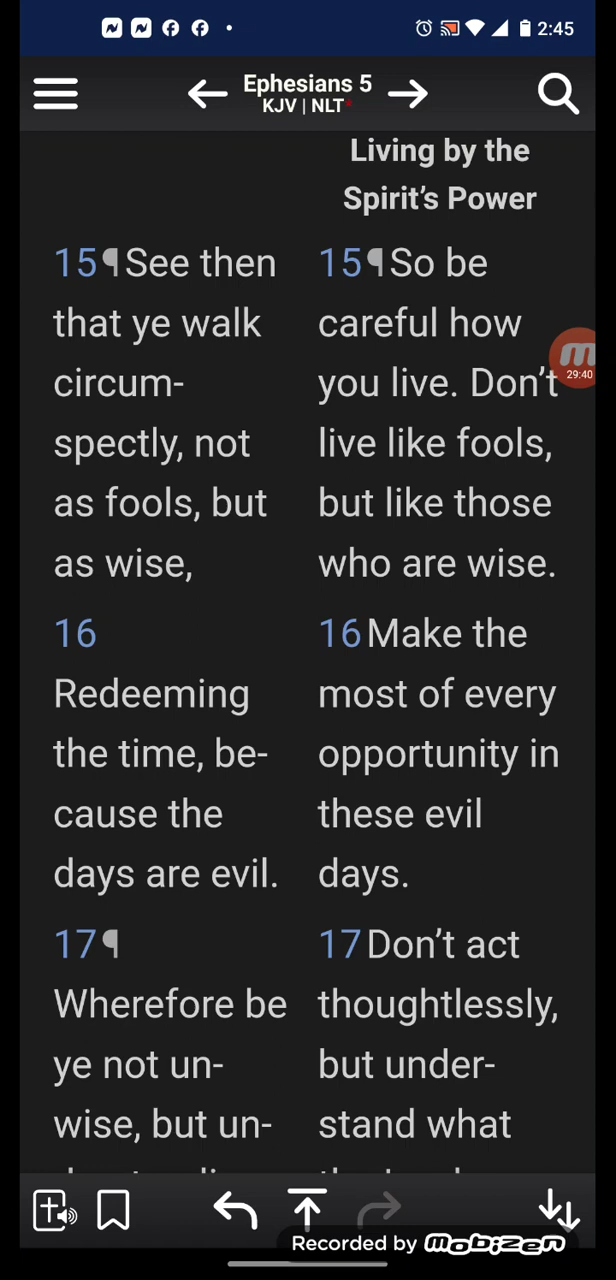 2:45
Ephesians 5
KJV | NLT*
Living by the
Spirit's Power
15 ¶ See then
that ye walk
circum-
spectly, not
as fools, but
as wise,
16
Redeeming
the time, be-
cause the
days are evil.
17 ¶
Wherefore be
ye not un-
wise, but un-
15 ¶ So be
careful how
you live. Don't
live like fools,
but like those
who are wise.
16 Make the
most of every
opportunity in
these evil
days.
17 Don't act
thoughtlessly,
but under-
stand what
m
29:40
Recorded by mobizen